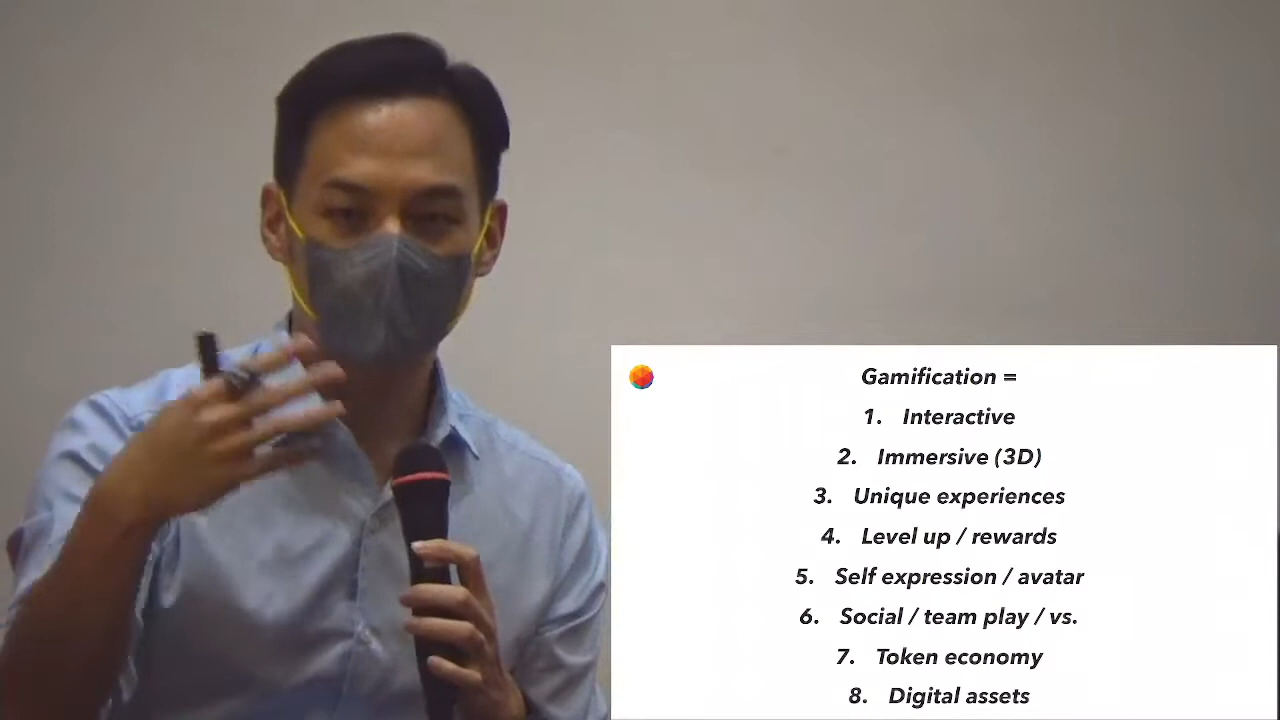 Gamification =
1. Interactive
2. Immersive (3D)
3. Unique experiences
4. Level up / rewards
5. Self expression / avatar
6. Social / team play / vs.
7. Token economy
8. Digital assets